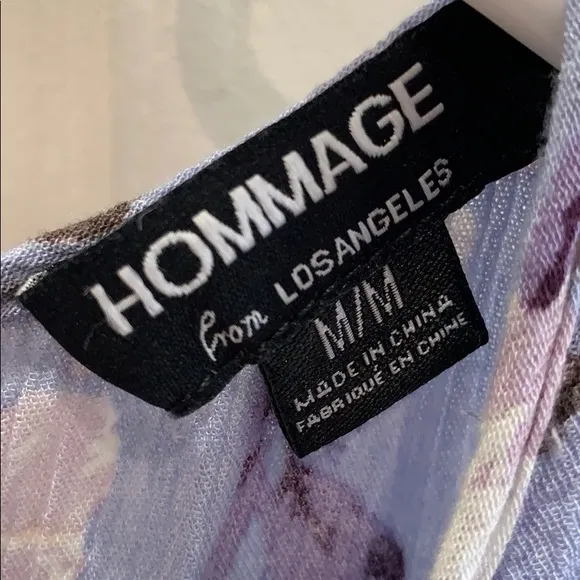 HOMMAGE
from LOSANGELES
M/M
MADE IN CHINA
FABRIQUÉ EN CHINE